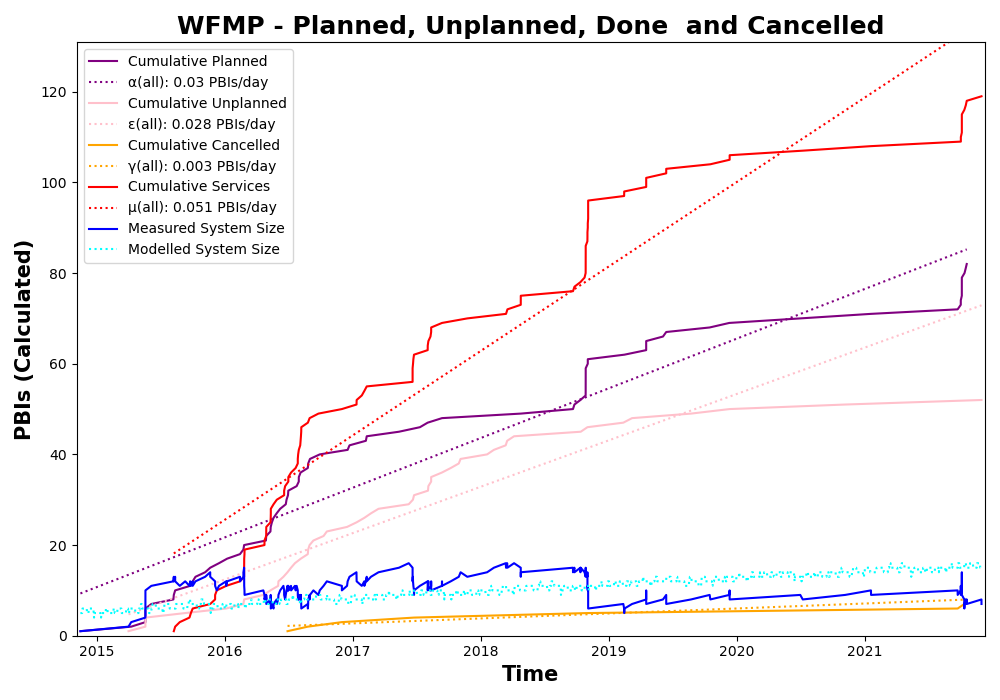 WFMP - Planned, Unplanned, Done  and Cancelled
Cumulative Planned
α(all): 0.03 PBIs/day
Cumulative Unplanned
ε(all): 0.028 PBIs/day
Cumulative Cancelled
γ(all): 0.003 PBIs/day
Cumulative Services
μ(all): 0.051 PBIs/day
Measured System Size
Modelled System Size
PBIs (Calculated)
120
100
80
60
40
20
0
2015 2016 2017 2018 2019 2020 2021
Time